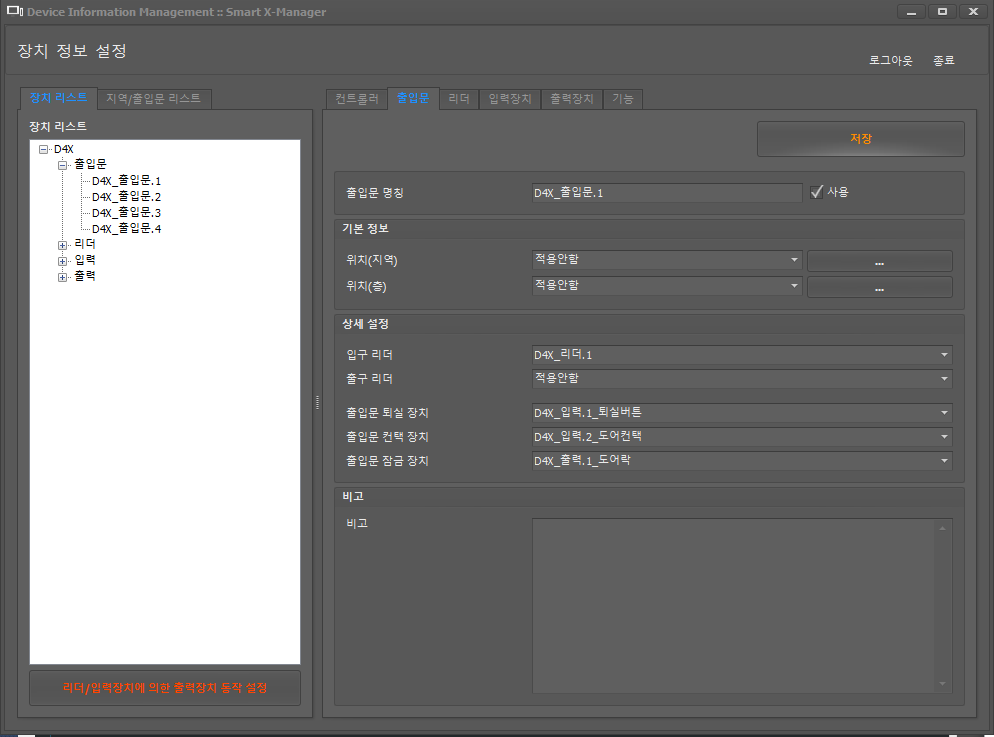 Device Information Management :: Smart X-Manager
장치 정보 설정
로그아웃 종료
장치 리스트 지역/출입문 리스트
장치 리스트
D4X
출입문
D4X_출입문.1
D4X_출입문.2
D4X_출입문.3
D4X_출입문.4
리더
입력
출력
리더/입력장치에 의한 출력장치 동작 설정
컨트롤러 출입문 리더 입력장치 출력장치 기능
저장
출입문 명칭 D4X_출입문.1 사용
기본 정보
위치(지역) 적용안함 ...
위치(층) 적용안함 ...
상세 설정
입구 리더 D4X_리더.1
출구 리더 적용안함
출입문 퇴실 장치 D4X_입력.1_퇴실버튼
출입문 컨택 장치 D4X_입력.2_도어컨택
출입문 잠금 장치 D4X_출력.1_도어락
비고
비고